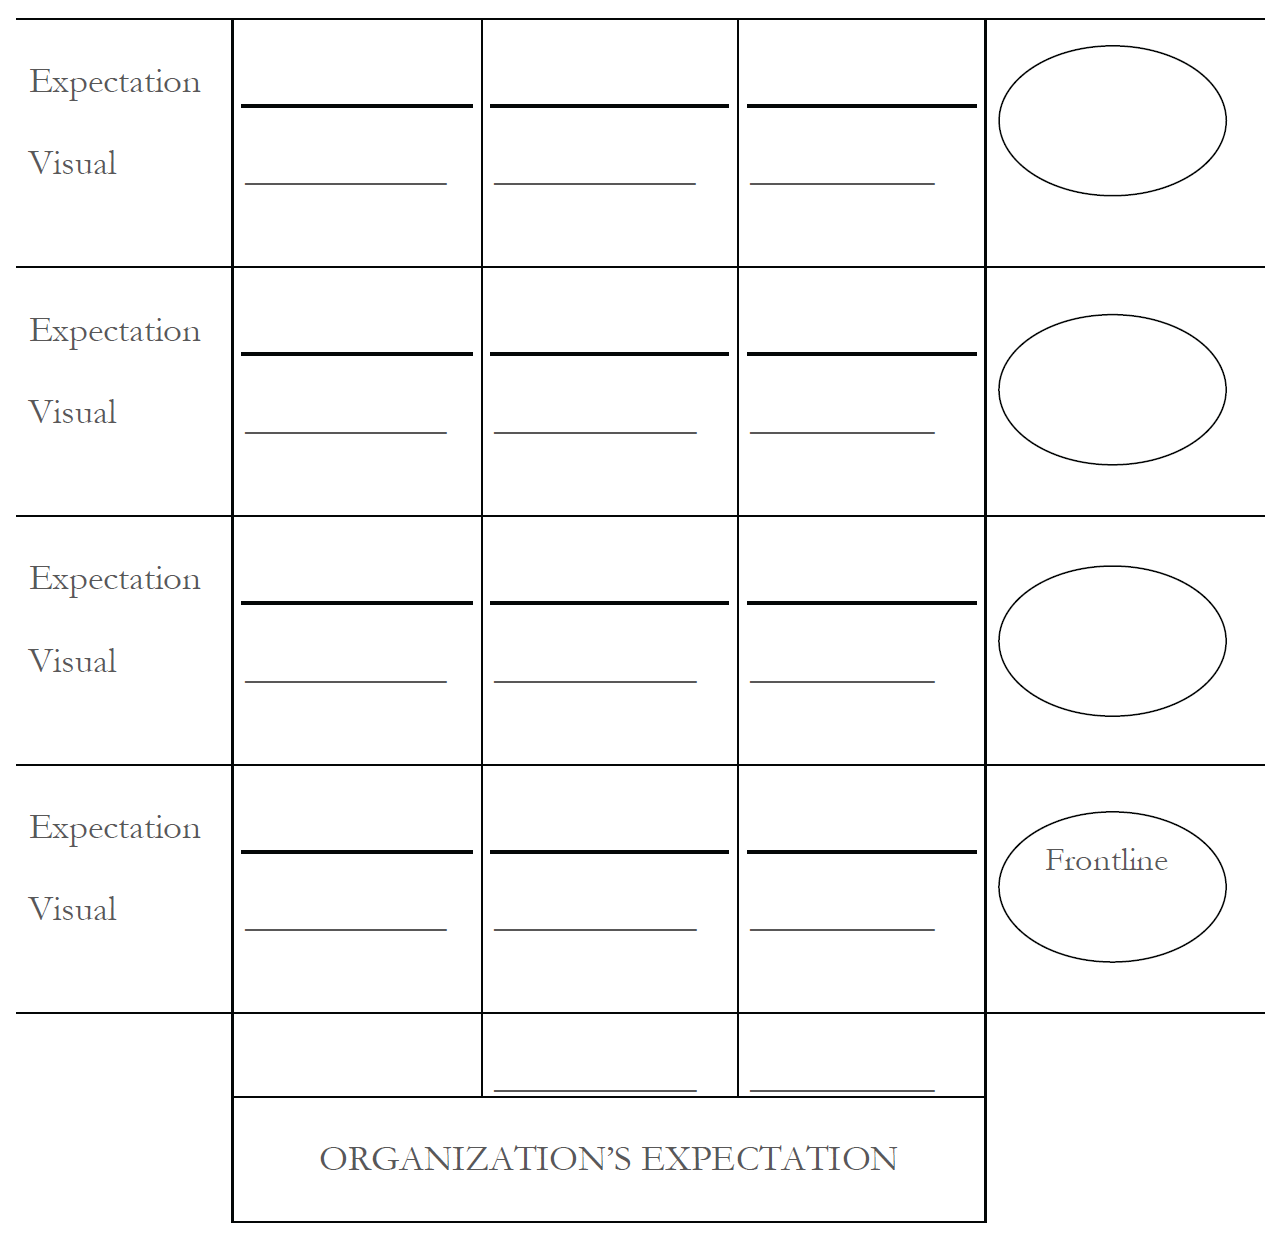 Expectation
Visual
Expectation
Visual
Expectation
Visual
Expectation
Visual
Frontline
ORGANIZATION’S EXPECTATION